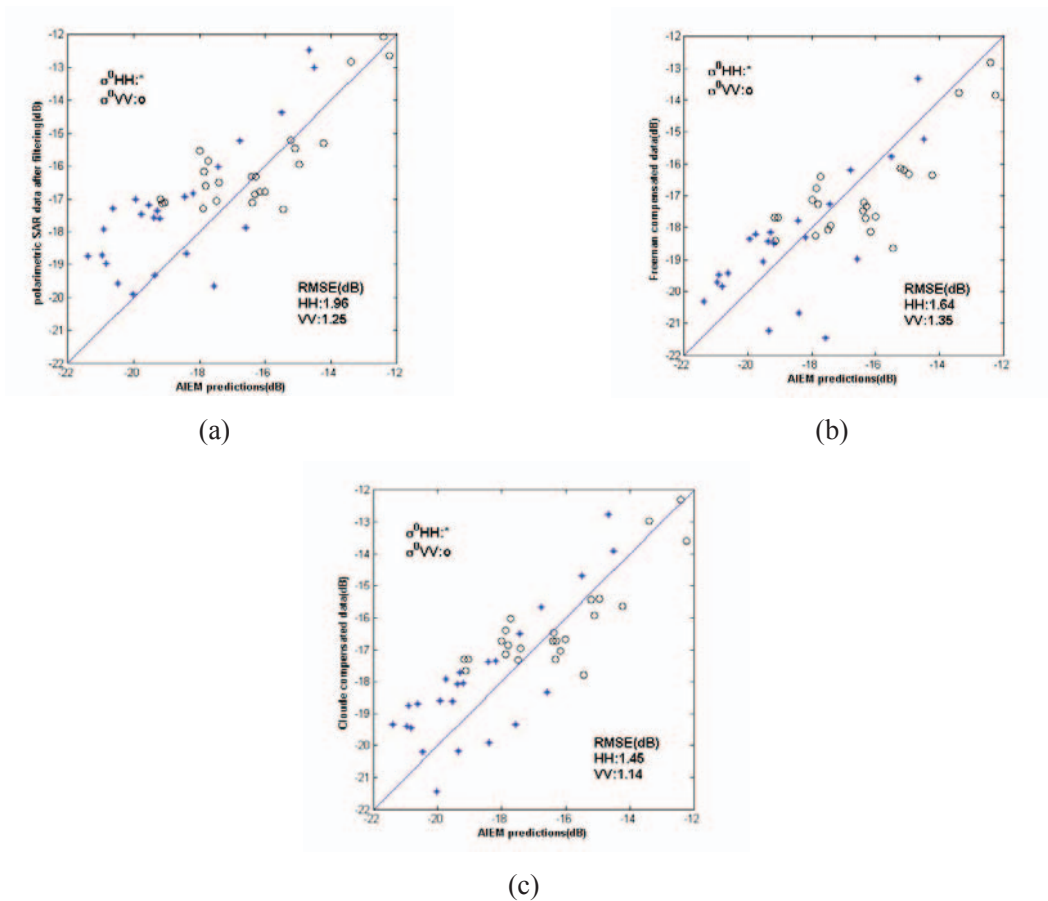 -12
-13
-14
-15
-16
-17
-18
-19
-20
-21
-22
polarimetric SAR data after filtering(dB)
σ⁰HH:*
σ⁰VV:o
RMSE(dB)
HH:1.96
VV:1.25
-22 -20 -18 -16 -14 -12
AIEM predictions(dB)
(a)
-12
-13
-14
-15
-16
-17
-18
-19
-20
-21
-22
Freeman compensated data(dB)
σ⁰HH:*
σ⁰VV:o
RMSE(dB)
HH:1.64
VV:1.35
-22 -20 -18 -16 -14 -12
AIEM predictions(dB)
(b)
-12
-13
-14
-15
-16
-17
-18
-19
-20
-21
-22
Cloude compensated data(dB)
σ⁰HH:*
σ⁰VV:o
RMSE(dB)
HH:1.45
VV:1.14
-22 -20 -18 -16 -14 -12
AIEM predictions(dB)
(c)